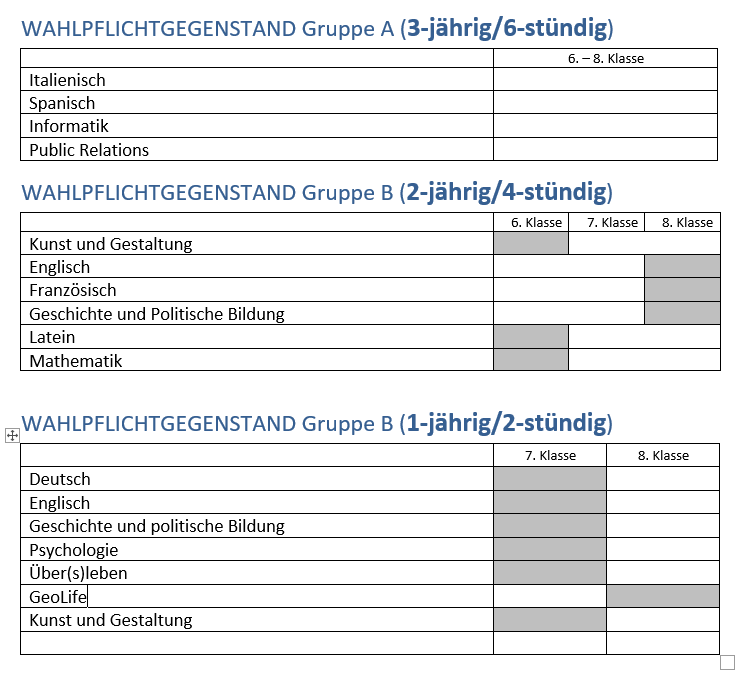 WAHLPFLICHTGEGENSTAND Gruppe A (3-jährig/6-stündig)
6. – 8. Klasse
Italienisch
Spanisch
Informatik
Public Relations
WAHLPFLICHTGEGENSTAND Gruppe B (2-jährig/4-stündig)
6. Klasse 7. Klasse 8. Klasse
Kunst und Gestaltung
Englisch
Französisch
Geschichte und Politische Bildung
Latein
Mathematik
WAHLPFLICHTGEGENSTAND Gruppe B (1-jährig/2-stündig)
7. Klasse 8. Klasse
Deutsch
Englisch
Geschichte und politische Bildung
Psychologie
Über(s)leben
GeoLife
Kunst und Gestaltung